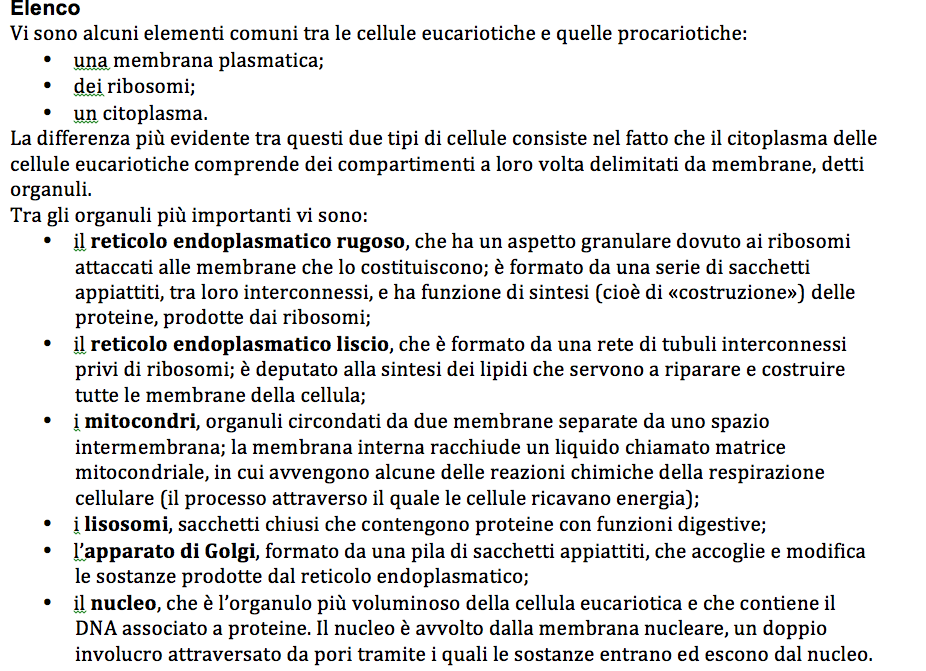 Elenco
Vi sono alcuni elementi comuni tra le cellule eucariotiche e quelle procariotiche:
• una membrana plasmatica;
• dei ribosomi;
• un citoplasma.
La differenza più evidente tra questi due tipi di cellule consiste nel fatto che il citoplasma delle
cellule eucariotiche comprende dei compartimenti a loro volta delimitati da membrane, detti
organuli.
Tra gli organuli più importanti vi sono:
• il reticolo endoplasmatico rugoso, che ha un aspetto granulare dovuto ai ribosomi
attaccati alle membrane che lo costituiscono; è formato da una serie di sacchetti
appiattiti, tra loro interconnessi, e ha funzione di sintesi (cioè di «costruzione») delle
proteine, prodotte dai ribosomi;
• il reticolo endoplasmatico liscio, che è formato da una rete di tubuli interconnessi
privi di ribosomi; è deputato alla sintesi dei lipidi che servono a riparare e costruire
tutte le membrane della cellula;
• i mitocondri, organuli circondati da due membrane separate da uno spazio
intermembrana; la membrana interna racchiude un liquido chiamato matrice
mitocondriale, in cui avvengono alcune delle reazioni chimiche della respirazione
cellulare (il processo attraverso il quale le cellule ricavano energia);
• i lisosomi, sacchetti chiusi che contengono proteine con funzioni digestive;
• l’apparato di Golgi, formato da una pila di sacchetti appiattiti, che accoglie e modifica
le sostanze prodotte dal reticolo endoplasmatico;
• il nucleo, che è l’organulo più voluminoso della cellula eucariotica e che contiene il
DNA associato a proteine. Il nucleo è avvolto dalla membrana nucleare, un doppio
involucro attraversato da pori tramite i quali le sostanze entrano ed escono dal nucleo.